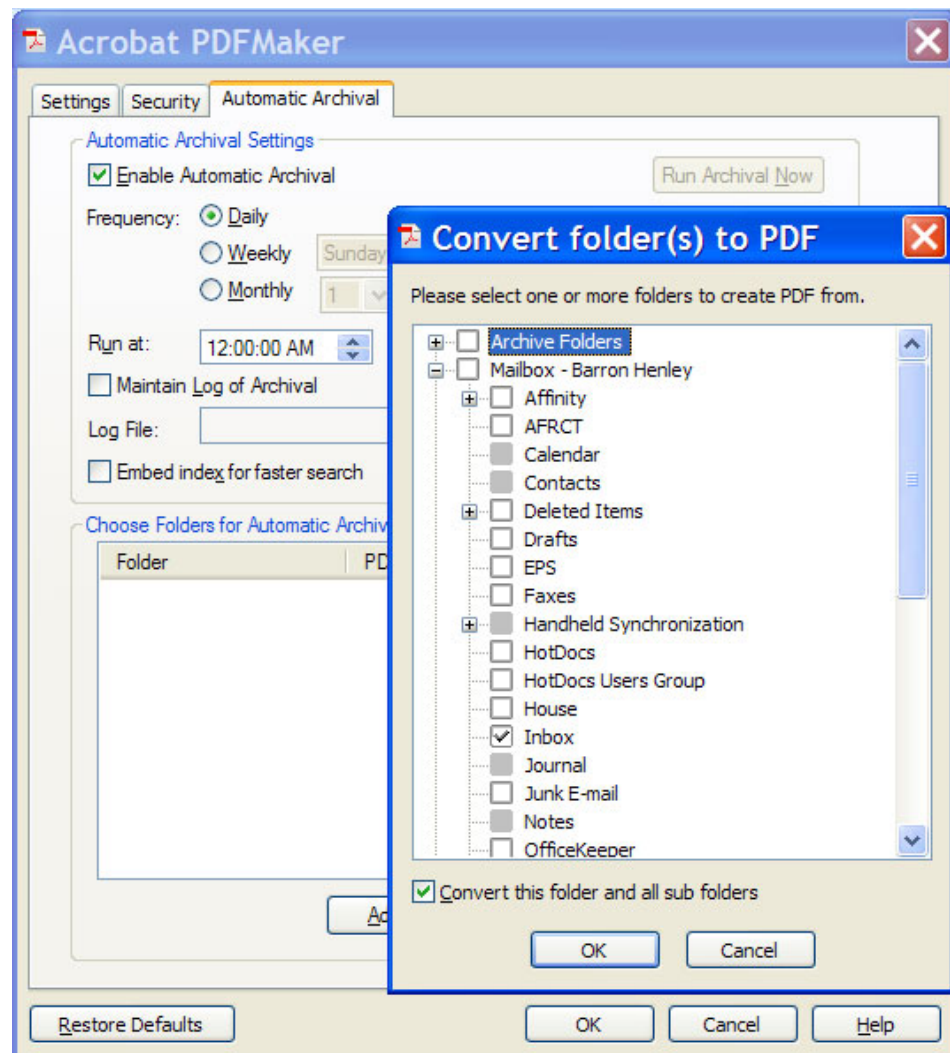 Acrobat PDFMaker
Settings Security Automatic Archival
Automatic Archival Settings
Enable Automatic Archival Run Archival Now
Frequency: Daily
Weekly Sunday
Monthly 1
Run at: 12:00:00 AM
Maintain Log of Archival
Log File:
Embed index for faster search
Choose Folders for Automatic Archiv
Folder PD
Ad
Restore Defaults OK Cancel Help
Convert folder(s) to PDF
Please select one or more folders to create PDF from.
Archive Folders
Mailbox - Barron Henley
Affinity
AFRCT
Calendar
Contacts
Deleted Items
Drafts
EPS
Faxes
Handheld Synchronization
HotDocs
HotDocs Users Group
House
Inbox
Journal
Junk E-mail
Notes
OfficeKeeper
Convert this folder and all sub folders
OK Cancel